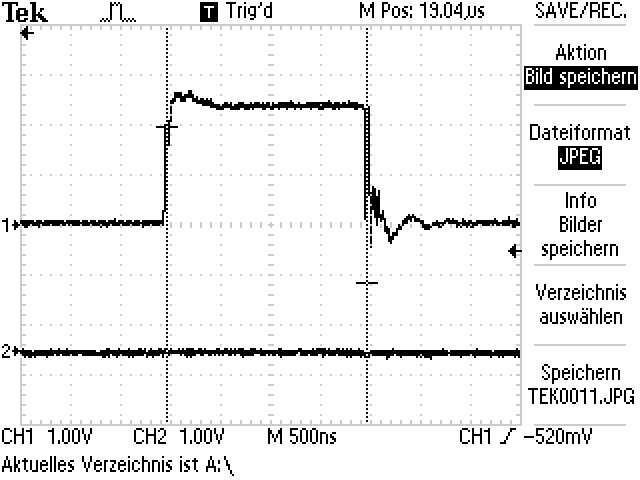 Tek T Trig'd M Pos: 19.04µs SAVE/REC.
Aktion
Bild speichern
Dateiformat
JPEG
Info
Bilder
speichern
Verzeichnis
auswählen
Speichern
TEK0011.JPG
1
2
CH1 1.00V CH2 1.00V M 500ns CH1 -520mV
Aktuelles Verzeichnis ist A:\